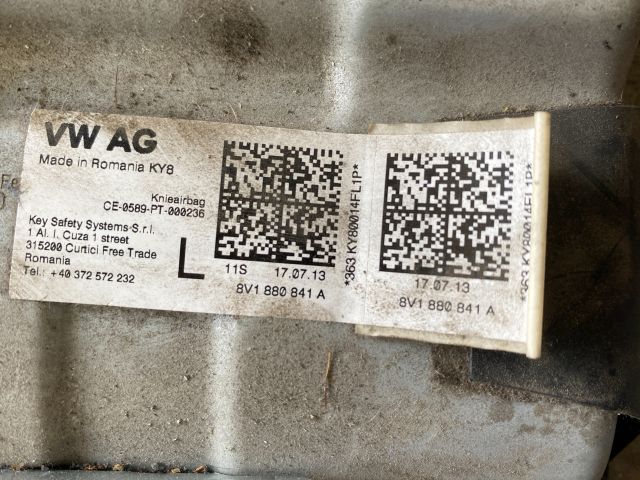 VW AG
Made in Romania KY8
Knieairbag
CE-0589-PT-000236
Key Safety Systems S.r.l.
1 Al. I. Cuza 1 street
315200 Curtici Free Trade
Romania
Tel.: +40 372 572 232
L
11S 17.07.13
8V1 880 841 A
*363 KY80014FL1P*
17.07.13
8V1 880 841 A
*363 KY80014FL1P*